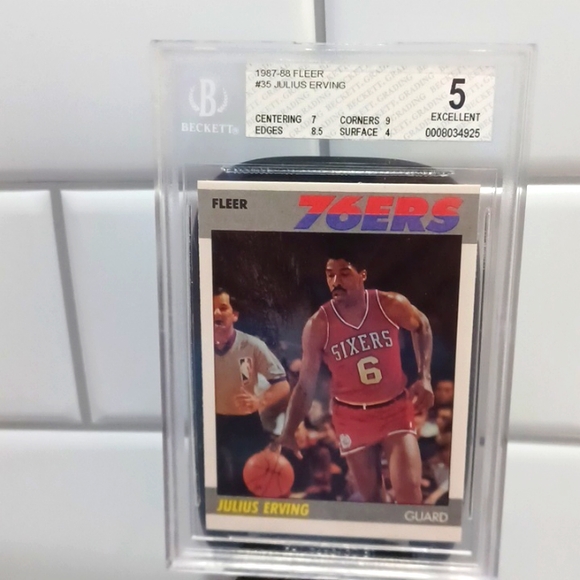 1987-88 FLEER
#35 JULIUS ERVING
CENTERING 7 CORNERS 9
EDGES 8.5 SURFACE 4
5
EXCELLENT
0008034925
B
BECKETT
FLEER
76ERS
SIXERS
6
JULIUS ERVING
GUARD